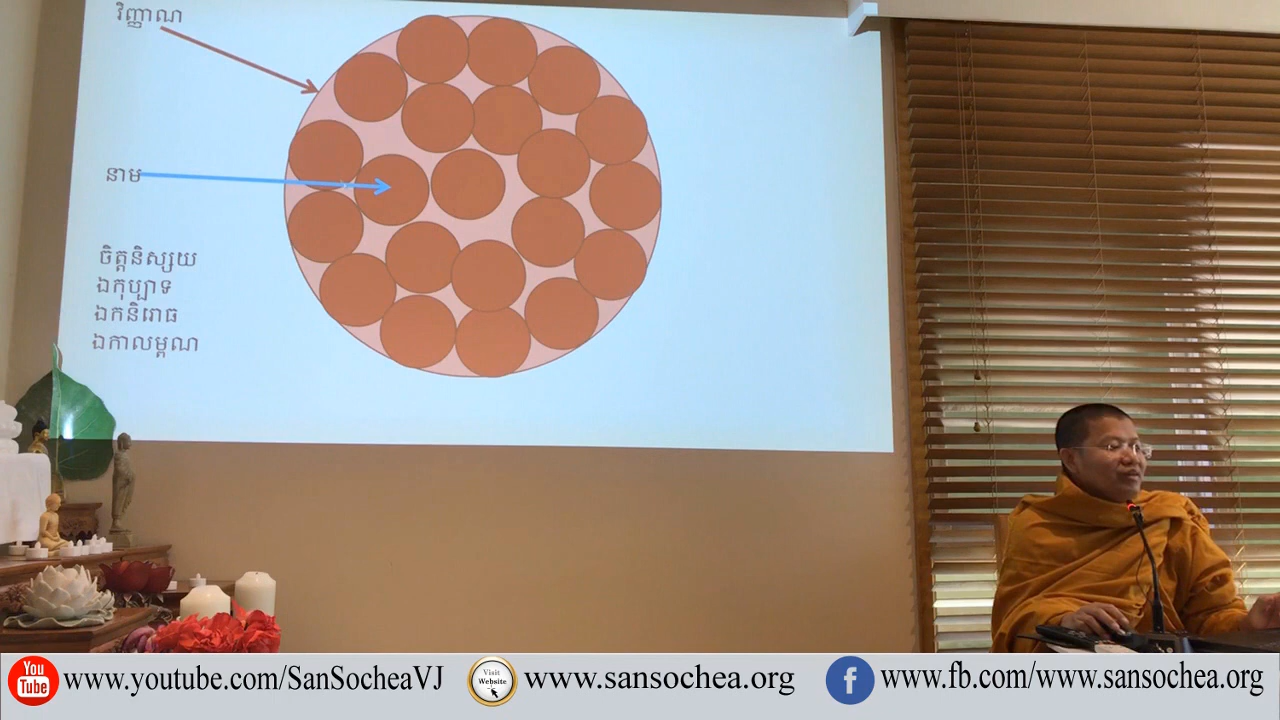 វិញ្ញាណ
នាម
ចិត្តនិស្សយ
ឯកុប្បាទ
ឯកនិរោធ
ឯកាលម្ពណ
You
Tube
www.youtube.com/SanSocheaVJ
Visit
Website
www.sansochea.org
f
www.fb.com/www.sansochea.org